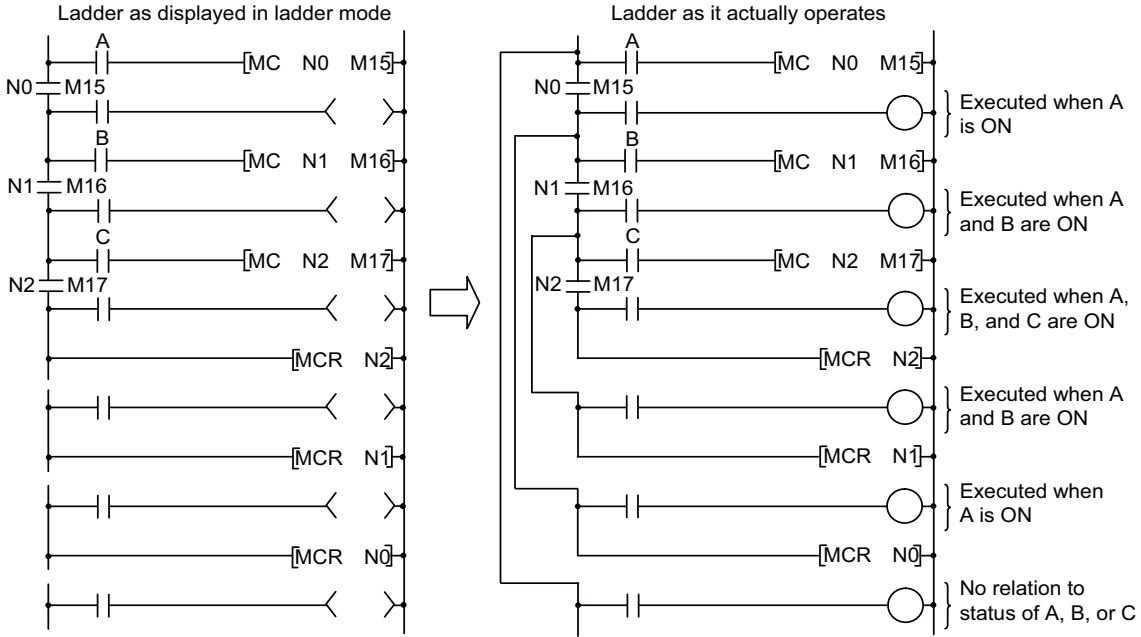 Ladder as displayed in ladder mode
A
[MC N0 M15]
N0 M15
B
[MC N1 M16]
N1 M16
C
[MC N2 M17]
N2 M17
[MCR N2]
[MCR N1]
[MCR N0]
Ladder as it actually operates
A
[MC N0 M15]
N0 M15
Executed when A
is ON
B
[MC N1 M16]
N1 M16
Executed when A
and B are ON
C
[MC N2 M17]
N2 M17
Executed when A,
B, and C are ON
[MCR N2]
Executed when A
and B are ON
[MCR N1]
Executed when
A is ON
[MCR N0]
No relation to
status of A, B, or C